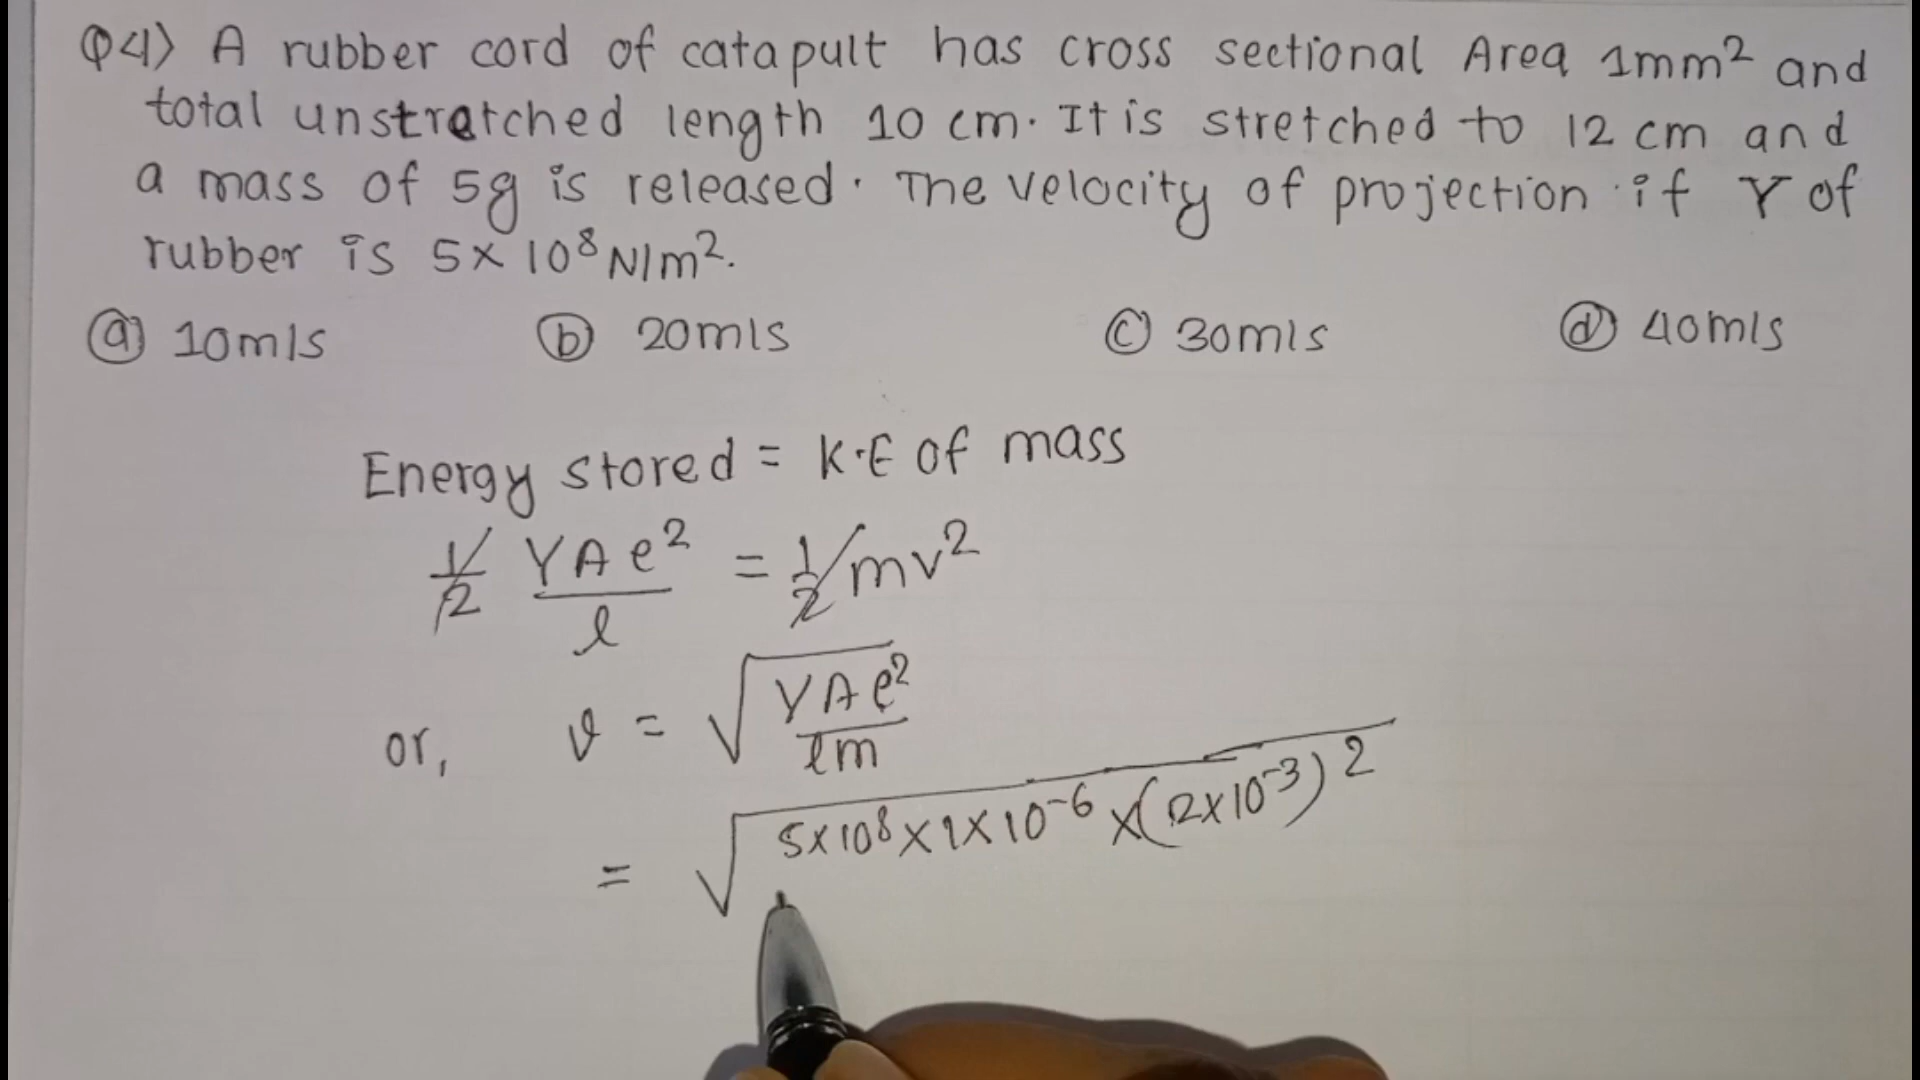 Q4) A rubber cord of catapult has cross sectional Area 1mm² and
total unstretched length 10 cm. It is stretched to 12 cm and
a mass of 5g is released. The velocity of projection if Y of
rubber is 5×10⁸ N/m².
(a) 10m/s (b) 20m/s (c) 30m/s (d) 40m/s
Energy stored = K.E of mass
1/2 YAe²/l = 1/2 mv²
or, v = √(YAe²/lm)
= √5×10⁸×1×10⁻⁶×(2×10⁻³)²